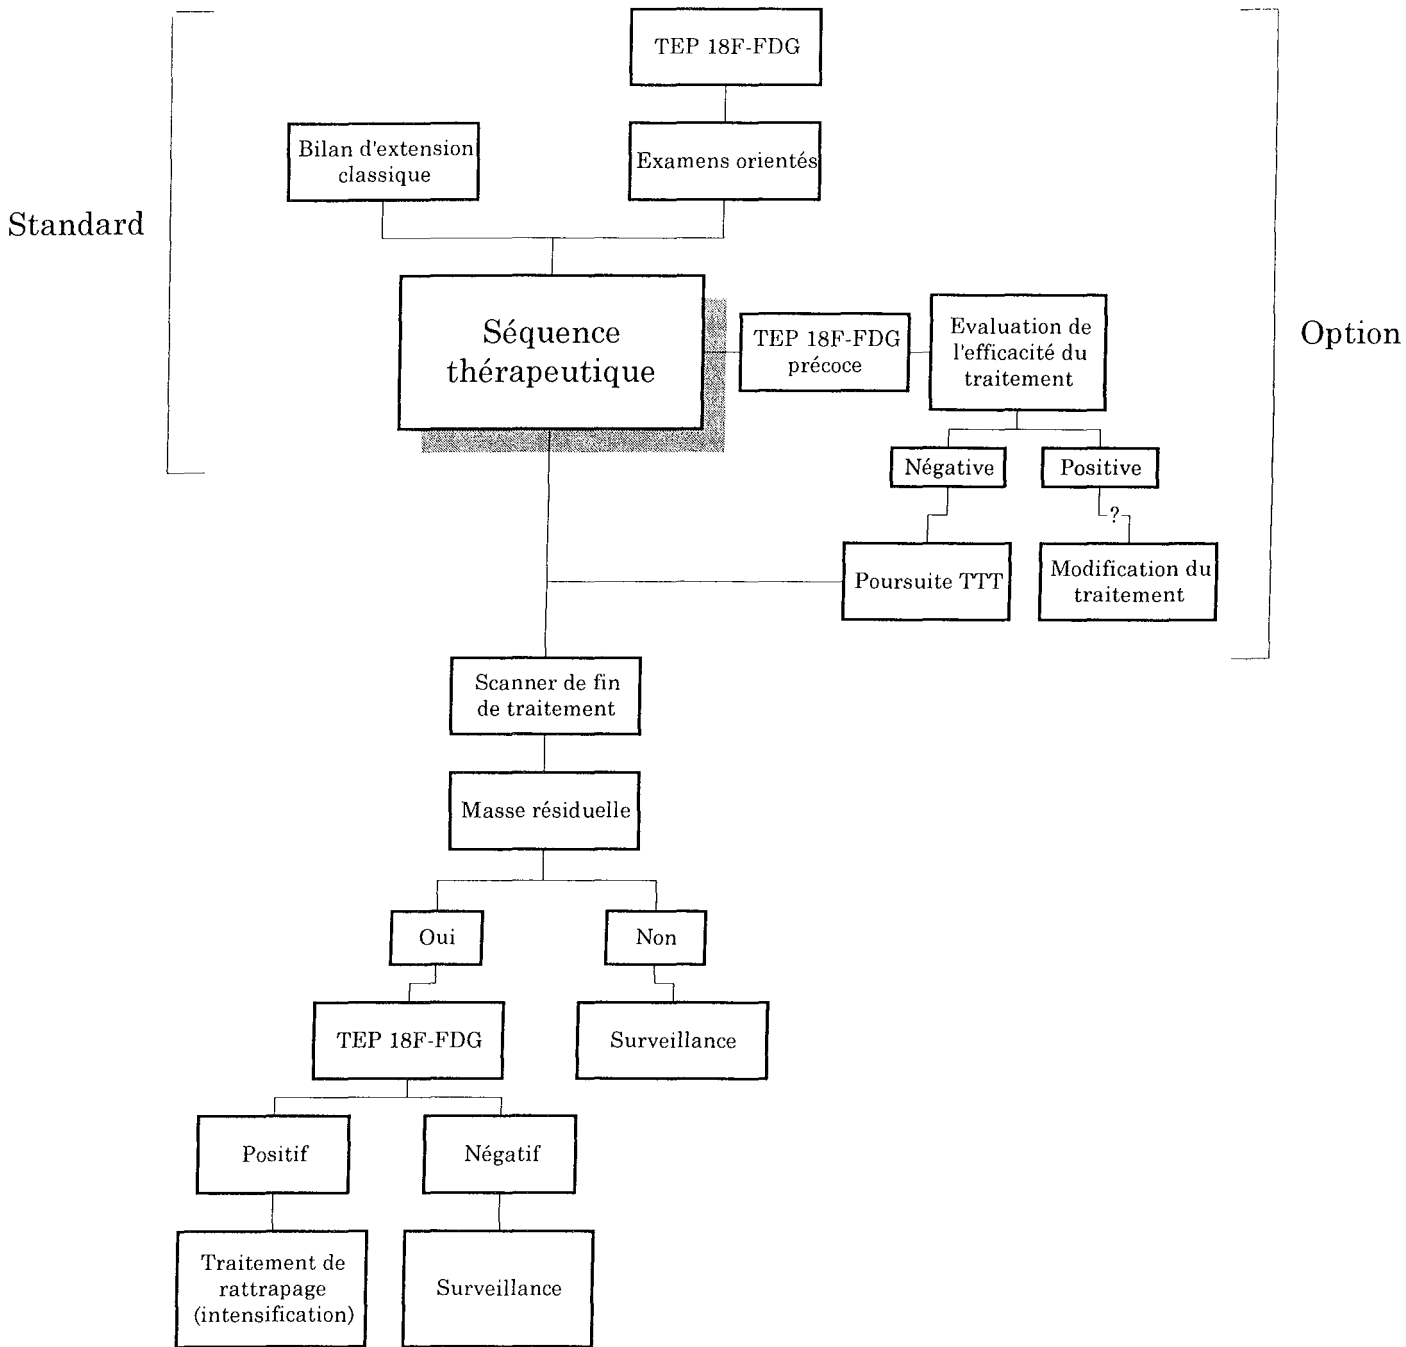 TEP 18F-FDG
Bilan d'extension
classique
Examens orientés
Standard
Séquence
thérapeutique
TEP 18F-FDG
précoce
Evaluation de
l'efficacité du
traitement
Option
Négative
Positive
?
Poursuite TTT
Modification du
traitement
Scanner de fin
de traitement
Masse résiduelle
Oui
Non
TEP 18F-FDG
Surveillance
Positif
Négatif
Traitement de
rattrapage
(intensification)
Surveillance